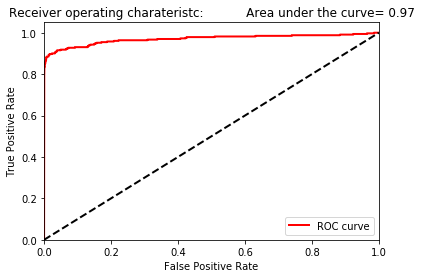 Receiver operating charateristc: Area under the curve= 0.97
1.0
0.8
0.6
0.4
0.2
0.0
True Positive Rate
ROC curve
0.0 0.2 0.4 0.6 0.8 1.0
False Positive Rate